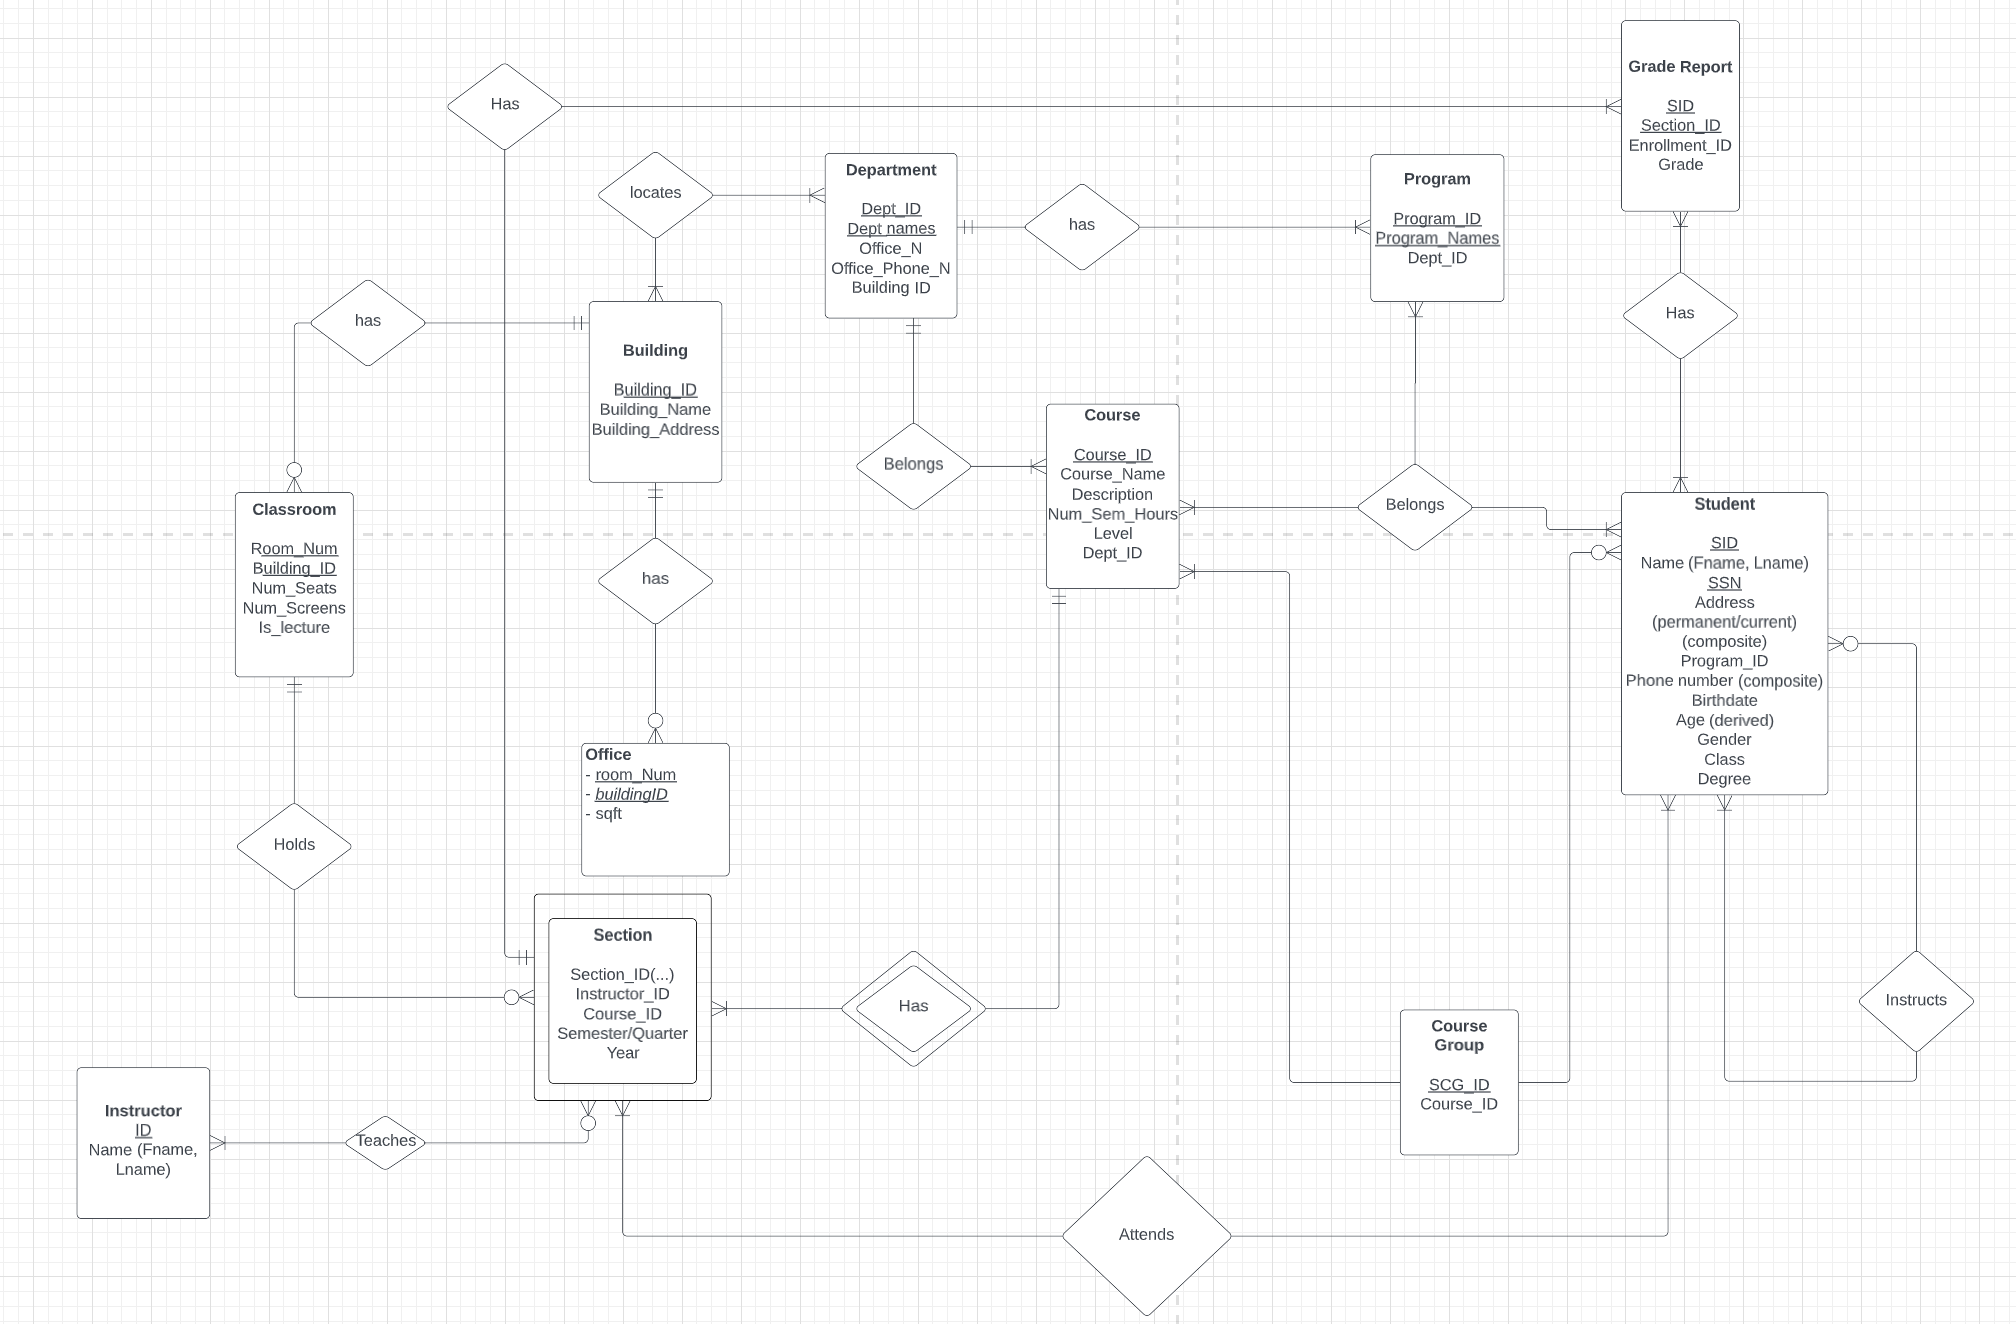 Grade Report
SID
Section_ID
Enrollment_ID
Grade
Has
locates
Department
Dept_ID
Dept names
Office_N
Office_Phone_N
Building ID
has
Program
Program_ID
Program_Names
Dept_ID
Has
has
Building
Building_ID
Building_Name
Building_Address
Belongs
Course
Course_ID
Course_Name
Description
Num_Sem_Hours
Level
Dept_ID
Belongs
Classroom
Room_Num
Building_ID
Num_Seats
Num_Screens
Is_lecture
has
Student
SID
Name (Fname, Lname)
SSN
Address
(permanent/current)
(composite)
Program_ID
Phone number (composite)
Birthdate
Age (derived)
Gender
Class
Degree
Office
- room_Num
- buildingID
- sqft
Holds
Section
Section_ID(...)
Instructor_ID
Course_ID
Semester/Quarter
Year
Has
Instructs
Course
Group
SCG_ID
Course_ID
Instructor
ID
Name (Fname,
Lname)
Teaches
Attends